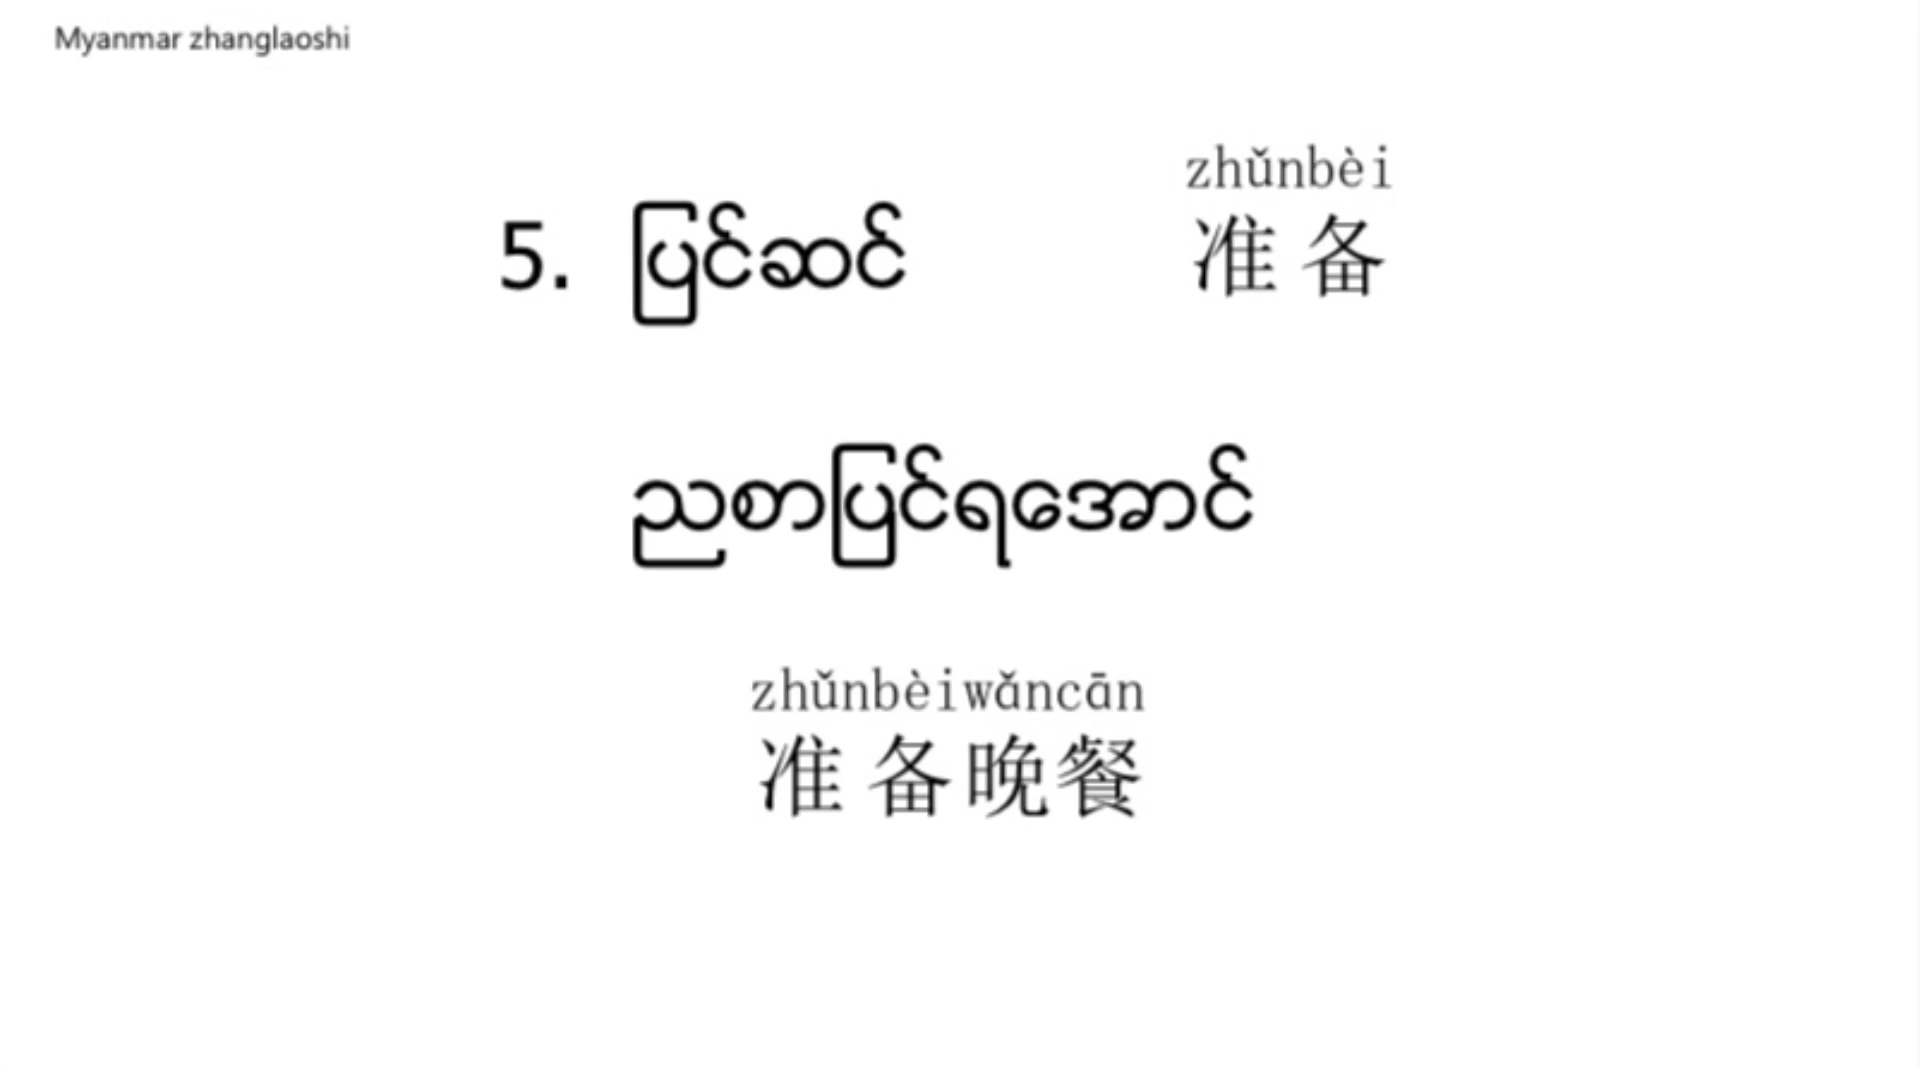 Myanmar zhanglaoshi
zhǔnbèi
5. ပြင်ဆင် 准备
ညစာပြင်ရအောင်
zhǔnbèiwǎncān
准备晚餐